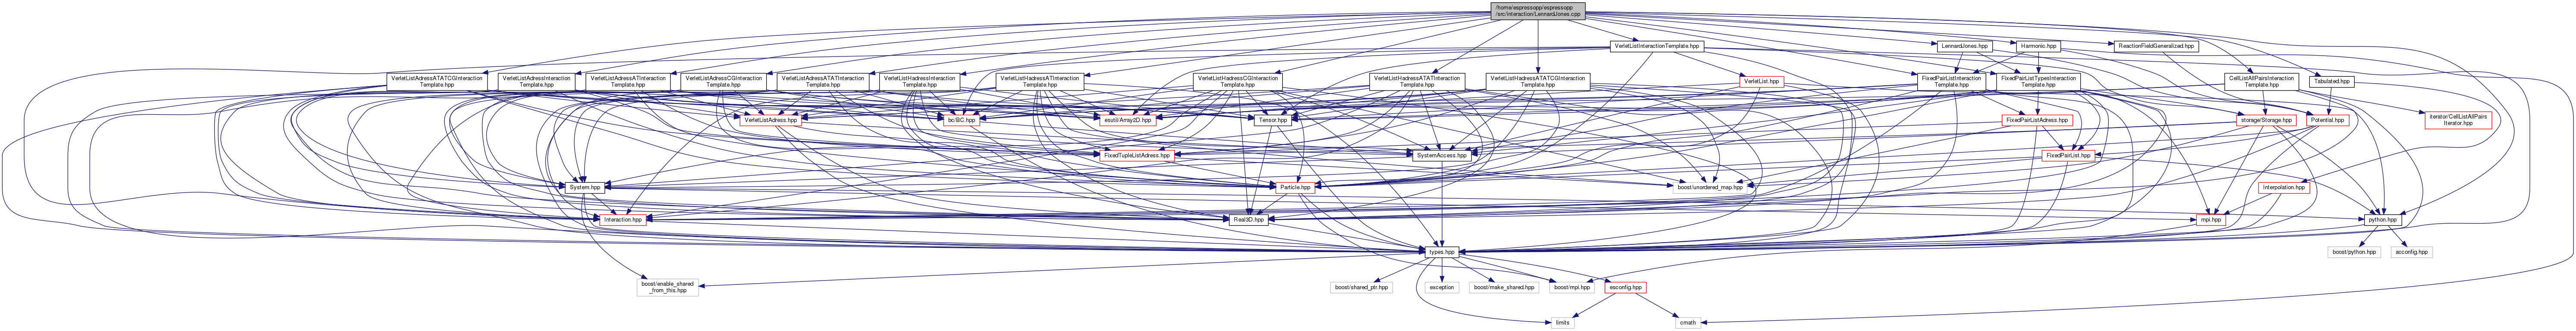 /home/espressopp/espressopp
/src/interaction/LennardJones.cpp
VerletListInteractionTemplate.hpp
LennardJones.hpp
Harmonic.hpp
ReactionFieldGeneralized.hpp
VerletListAdressATATCGInteraction
Template.hpp
VerletListAdressInteraction
Template.hpp
VerletListAdressATInteraction
Template.hpp
VerletListAdressCGInteraction
Template.hpp
VerletListAdressATATInteraction
Template.hpp
VerletListHadressInteraction
Template.hpp
VerletListHadressATInteraction
Template.hpp
VerletListHadressCGInteraction
Template.hpp
VerletListHadressATATInteraction
Template.hpp
VerletListHadressATATCGInteraction
Template.hpp
VerletList.hpp
FixedPairListInteraction
Template.hpp
FixedPairListTypesInteraction
Template.hpp
CellListAllPairsInteraction
Template.hpp
Tabulated.hpp
VerletListAdress.hpp
bc/BC.hpp
esutil/Array2D.hpp
Tensor.hpp
FixedPairListAdress.hpp
storage/Storage.hpp
Potential.hpp
iterator/CellListAllPairs
Iterator.hpp
FixedTupleListAdress.hpp
SystemAccess.hpp
FixedPairList.hpp
System.hpp
Particle.hpp
boost/unordered_map.hpp
Interpolation.hpp
Interaction.hpp
Real3D.hpp
mpi.hpp
python.hpp
types.hpp
boost/python.hpp
acconfig.hpp
boost/enable_shared
_from_this.hpp
boost/shared_ptr.hpp
exception
boost/make_shared.hpp
boost/mpi.hpp
esconfig.hpp
limits
cmath